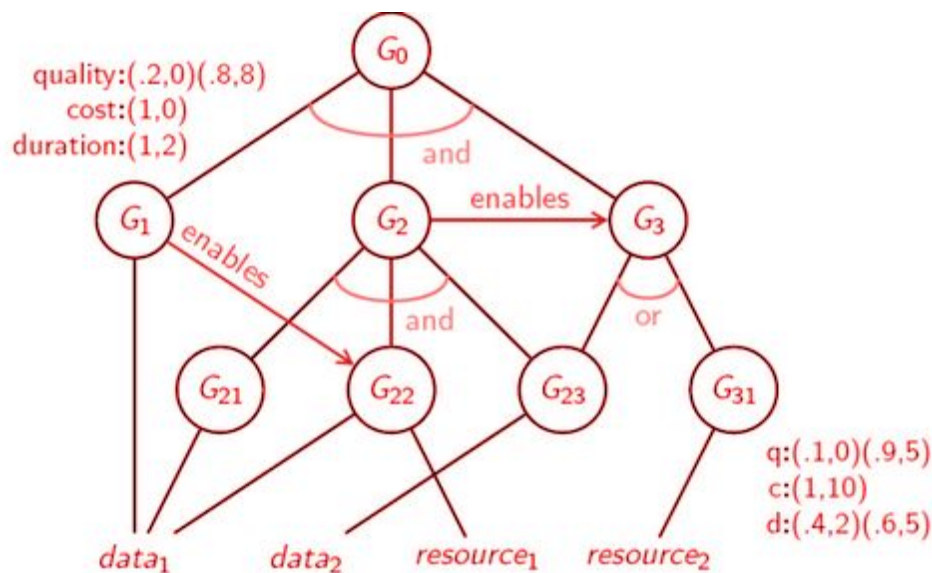 G₀
quality:(.2,0)(.8,8)
cost:(1,0)
duration:(1,2)
and
G₁
G₂
enables
G₃
enables
and
or
G₂₁
G₂₂
G₂₃
G₃₁
q:(.1,0)(.9,5)
c:(1,10)
d:(.4,2)(.6,5)
data₁
data₂
resource₁
resource₂